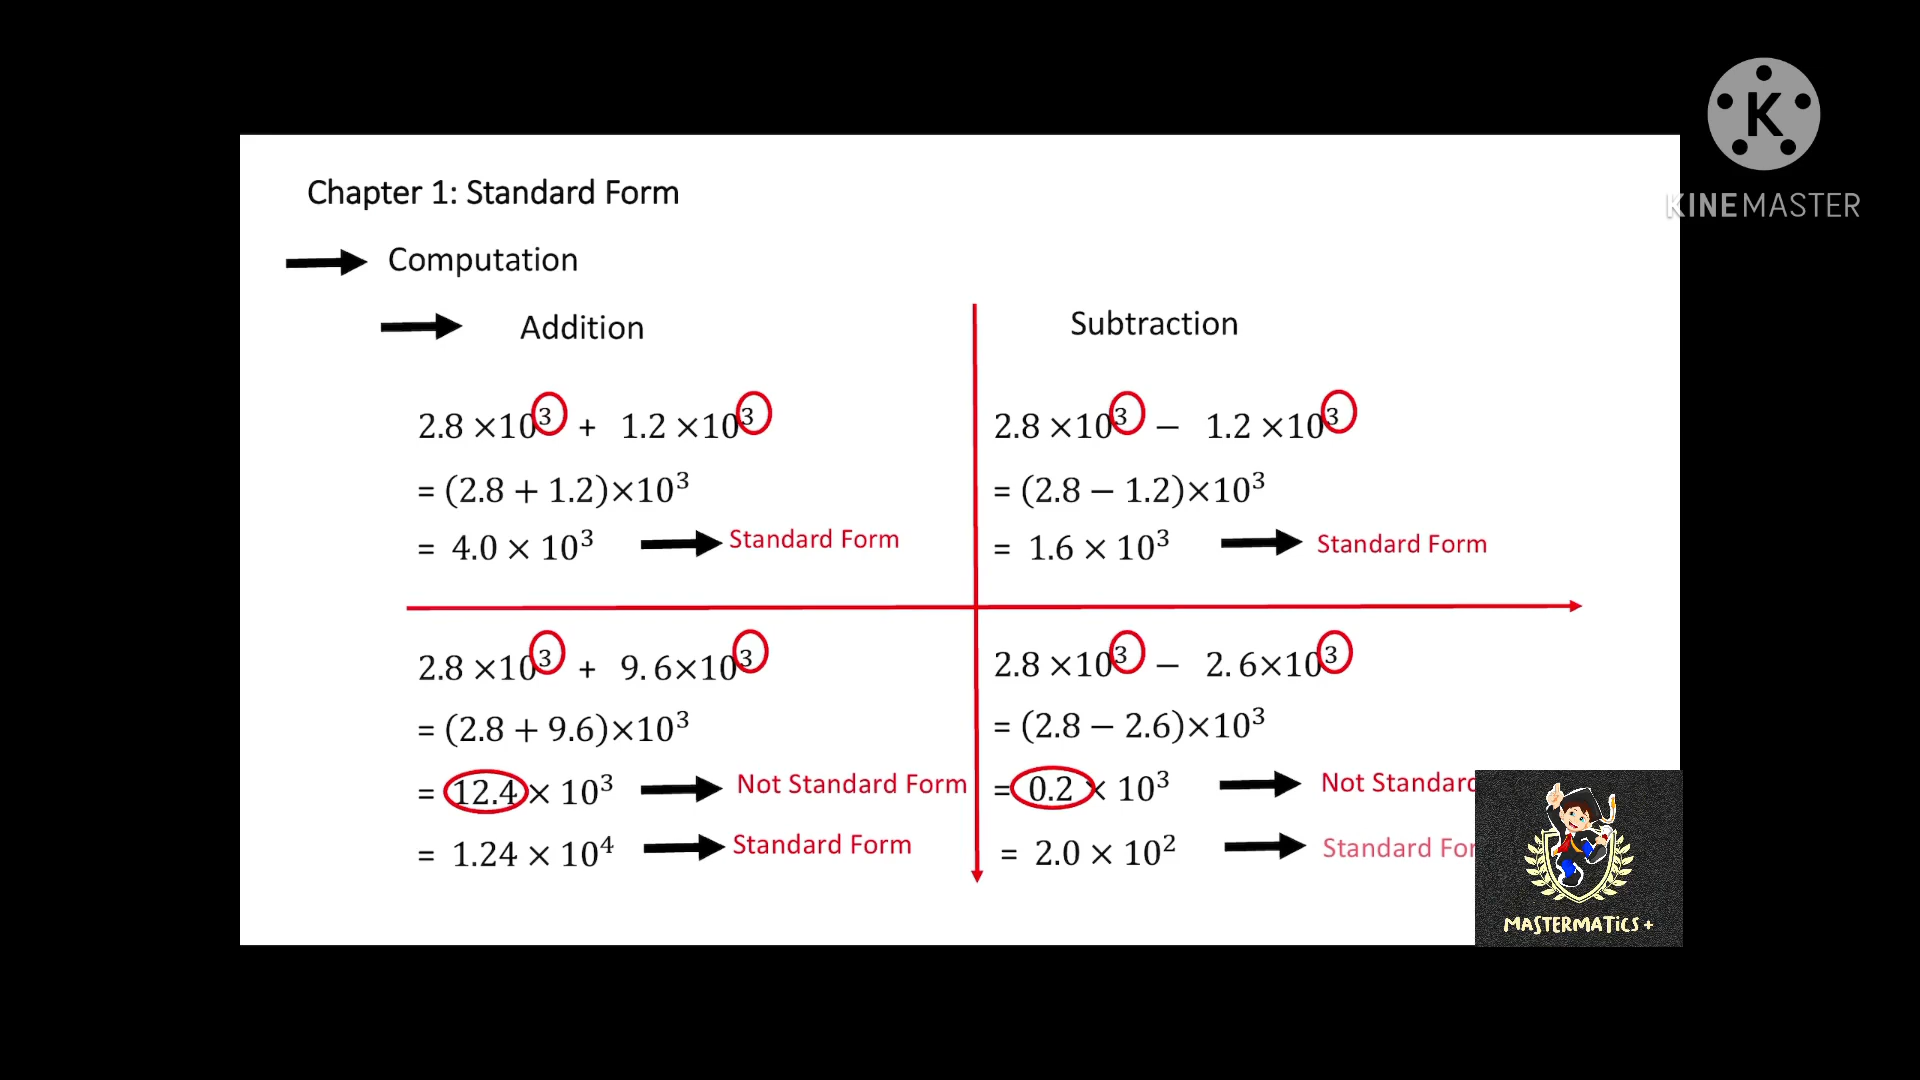 K
KINEMASTER
Chapter 1: Standard Form
Computation
Addition
2.8 ×10³ + 1.2 ×10³
= (2.8 + 1.2)×10³
= 4.0 × 10³ Standard Form
2.8 ×10³ + 9.6×10³
= (2.8 + 9.6)×10³
= 12.4 × 10³ Not Standard Form
= 1.24 × 10⁴ Standard Form
Subtraction
2.8 ×10³ − 1.2 ×10³
= (2.8 − 1.2)×10³
= 1.6 × 10³ Standard Form
2.8 ×10³ − 2.6×10³
= (2.8 − 2.6)×10³
= 0.2 × 10³ Not Standard
= 2.0 × 10² Standard For
MASTERMATiCS +